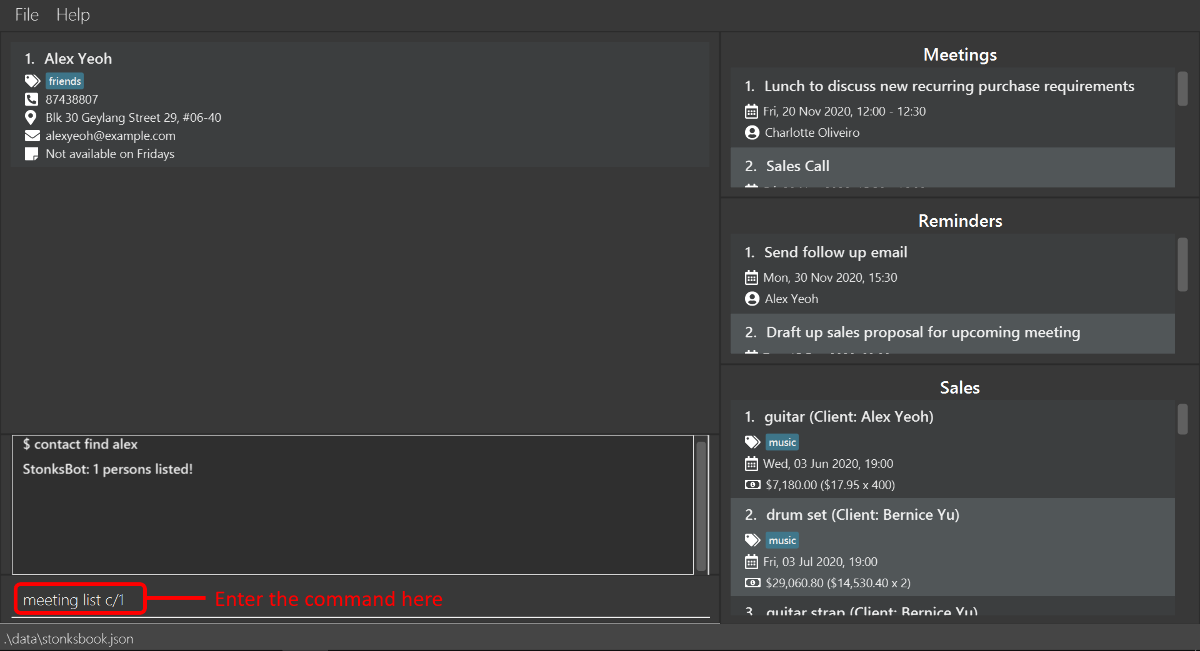 File Help
1. Alex Yeoh
friends
87438807
Blk 30 Geylang Street 29, #06-40
alexyeoh@example.com
Not available on Fridays
$ contact find alex
StonksBot: 1 persons listed!
meeting list c/1
Enter the command here
.\data\stonksbook.json
Meetings
1. Lunch to discuss new recurring purchase requirements
Fri, 20 Nov 2020, 12:00 - 12:30
Charlotte Oliveiro
2. Sales Call
Reminders
1. Send follow up email
Mon, 30 Nov 2020, 15:30
Alex Yeoh
2. Draft up sales proposal for upcoming meeting
Sales
1. guitar (Client: Alex Yeoh)
music
Wed, 03 Jun 2020, 19:00
$7,180.00 ($17.95 x 400)
2. drum set (Client: Bernice Yu)
music
Fri, 03 Jul 2020, 19:00
$29,060.80 ($14,530.40 x 2)
3. guitar strap (Client: Bernice Yu)